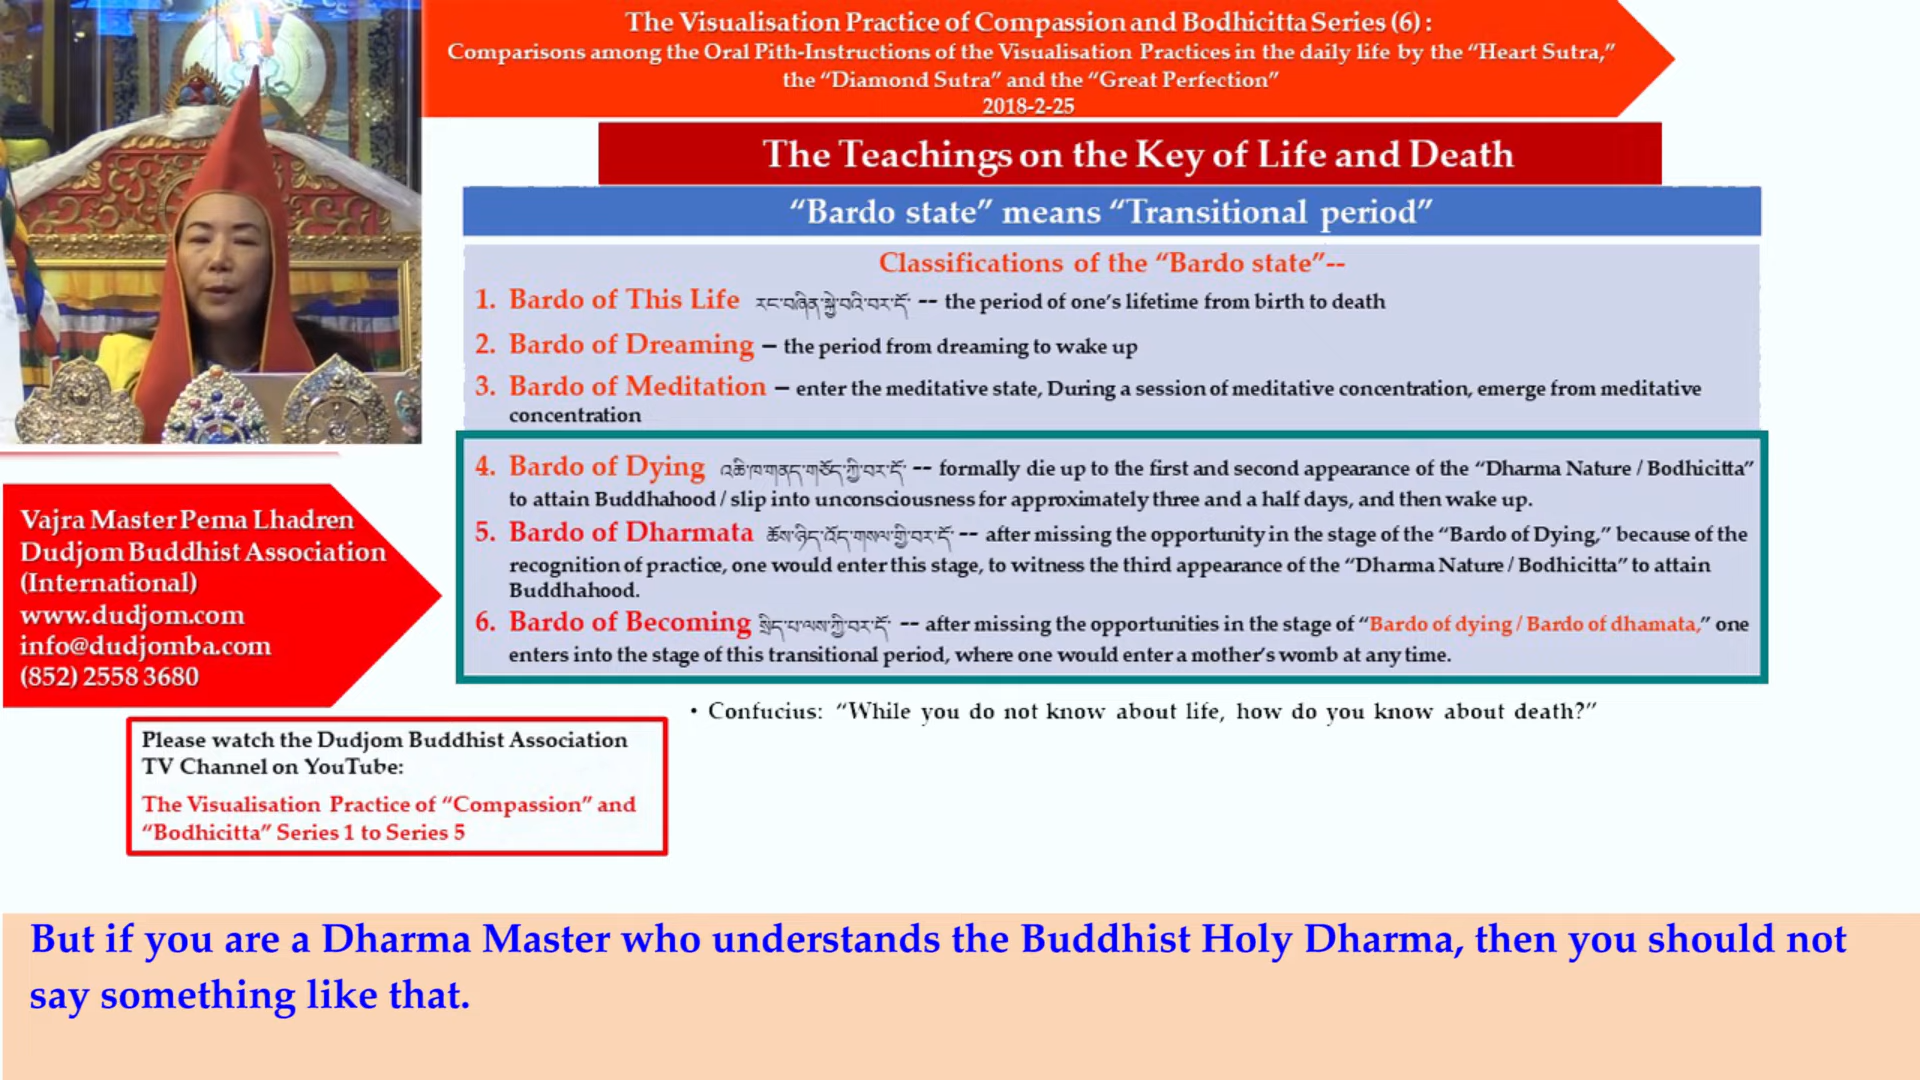 The Visualisation Practice of Compassion and Bodhicitta Series (6) :
Comparisons among the Oral Pith-Instructions of the Visualisation Practices in the daily life by the “Heart Sutra,”
the “Diamond Sutra” and the “Great Perfection”
2018-2-25
The Teachings on the Key of Life and Death
“Bardo state” means “Transitional period”
Classifications of the “Bardo state”--
1. Bardo of This Life རང་བཞིན་སྐྱེ་བའི་བར་དོ་ -- the period of one’s lifetime from birth to death
2. Bardo of Dreaming – the period from dreaming to wake up
3. Bardo of Meditation – enter the meditative state, During a session of meditative concentration, emerge from meditative
concentration
4. Bardo of Dying འཆི་ཁ་གནད་གཅོད་ཀྱི་བར་དོ་ -- formally die up to the first and second appearance of the “Dharma Nature / Bodhicitta”
to attain Buddhahood / slip into unconsciousness for approximately three and a half days, and then wake up.
5. Bardo of Dharmata ཆོས་ཉིད་འོད་གསལ་གྱི་བར་དོ་ -- after missing the opportunity in the stage of the “Bardo of Dying,” because of the
recognition of practice, one would enter this stage, to witness the third appearance of the “Dharma Nature / Bodhicitta” to attain
Buddhahood.
6. Bardo of Becoming སྲིད་པ་ལས་ཀྱི་བར་དོ་ -- after missing the opportunities in the stage of “Bardo of dying / Bardo of dhamata,” one
enters into the stage of this transitional period, where one would enter a mother’s womb at any time.
• Confucius: “While you do not know about life, how do you know about death?”
Vajra Master Pema Lhadren
Dudjom Buddhist Association
(International)
www.dudjom.com
info@dudjomba.com
(852) 2558 3680
Please watch the Dudjom Buddhist Association
TV Channel on YouTube:
The Visualisation Practice of “Compassion” and
“Bodhicitta” Series 1 to Series 5
But if you are a Dharma Master who understands the Buddhist Holy Dharma, then you should not
say something like that.